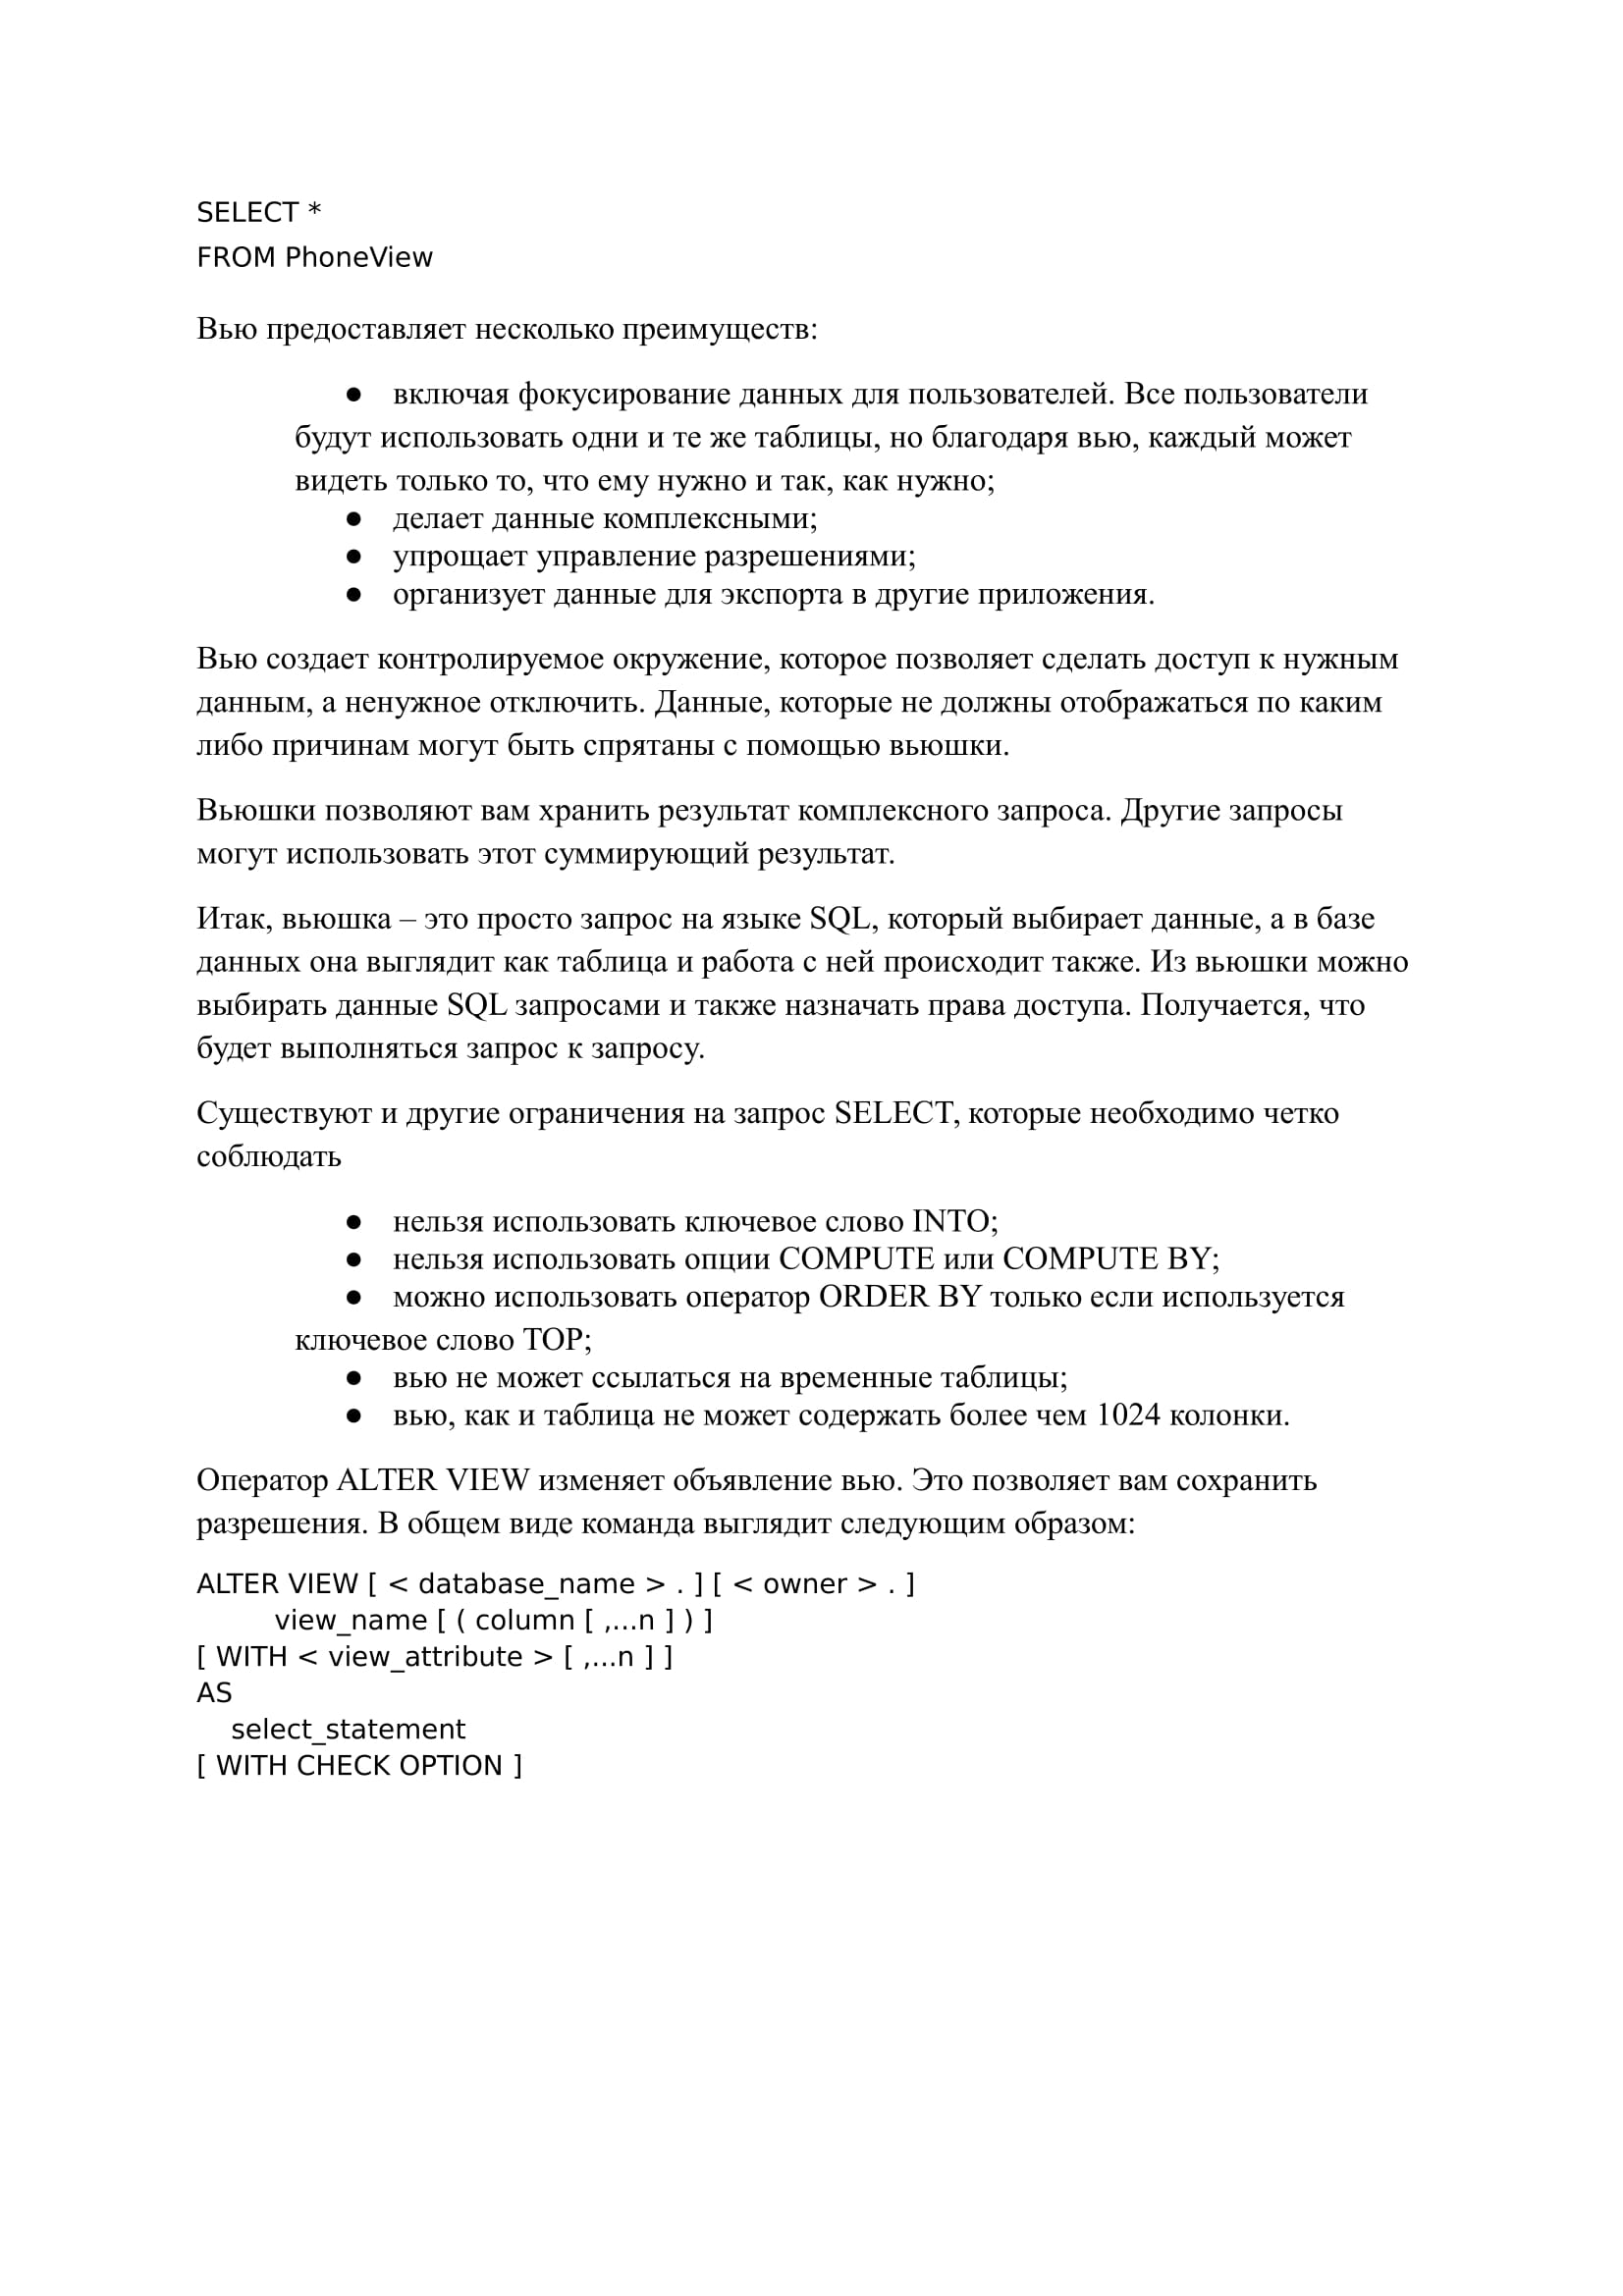 SELECT *
FROM PhoneView
Вью предоставляет несколько преимуществ:
● включая фокусирование данных для пользователей. Все пользователи
будут использовать одни и те же таблицы, но благодаря вью, каждый может
видеть только то, что ему нужно и так, как нужно;
● делает данные комплексными;
● упрощает управление разрешениями;
● организует данные для экспорта в другие приложения.
Вью создает контролируемое окружение, которое позволяет сделать доступ к нужным
данным, а ненужное отключить. Данные, которые не должны отображаться по каким
либо причинам могут быть спрятаны с помощью вьюшки.
Вьюшки позволяют вам хранить результат комплексного запроса. Другие запросы
могут использовать этот суммирующий результат.
Итак, вьюшка – это просто запрос на языке SQL, который выбирает данные, а в базе
данных она выглядит как таблица и работа с ней происходит также. Из вьюшки можно
выбирать данные SQL запросами и также назначать права доступа. Получается, что
будет выполняться запрос к запросу.
Существуют и другие ограничения на запрос SELECT, которые необходимо четко
соблюдать
● нельзя использовать ключевое слово INTO;
● нельзя использовать опции COMPUTE или COMPUTE BY;
● можно использовать оператор ORDER BY только если используется
ключевое слово TOP;
● вью не может ссылаться на временные таблицы;
● вью, как и таблица не может содержать более чем 1024 колонки.
Оператор ALTER VIEW изменяет объявление вью. Это позволяет вам сохранить
разрешения. В общем виде команда выглядит следующим образом:
ALTER VIEW [ < database_name > . ] [ < owner > . ]
view_name [ ( column [ ,...n ] ) ]
[ WITH < view_attribute > [ ,...n ] ]
AS
select_statement
[ WITH CHECK OPTION ]